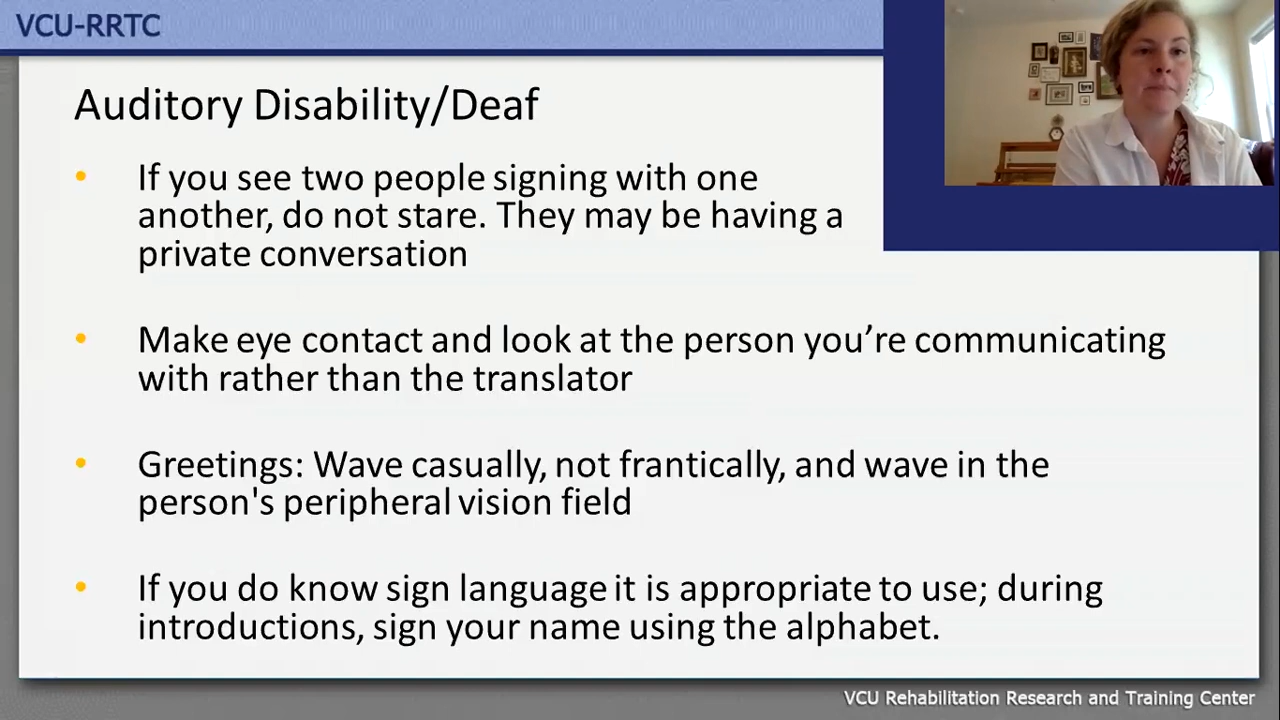 VCU-RRTC
Auditory Disability/Deaf
• If you see two people signing with one
another, do not stare. They may be having a
private conversation
• Make eye contact and look at the person you’re communicating
with rather than the translator
• Greetings: Wave casually, not frantically, and wave in the
person's peripheral vision field
• If you do know sign language it is appropriate to use; during
introductions, sign your name using the alphabet.
VCU Rehabilitation Research and Training Center